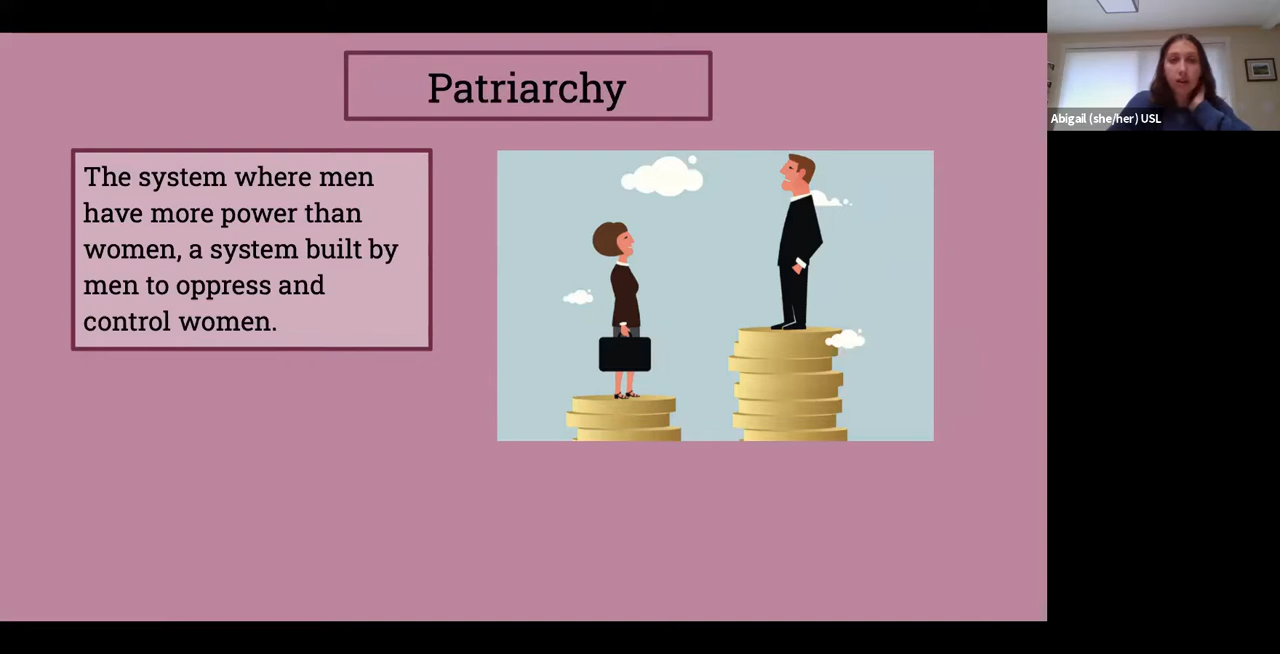 Patriarchy
The system where men
have more power than
women, a system built by
men to oppress and
control women.
Abigail (she/her) USL